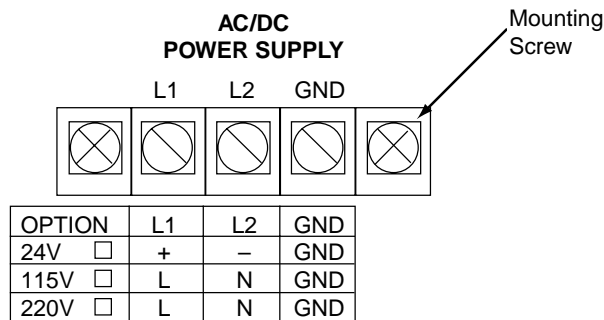 AC/DC
POWER SUPPLY
Mounting
Screw
L1 L2 GND
OPTION L1 L2 GND
24V + – GND
115V L N GND
220V L N GND